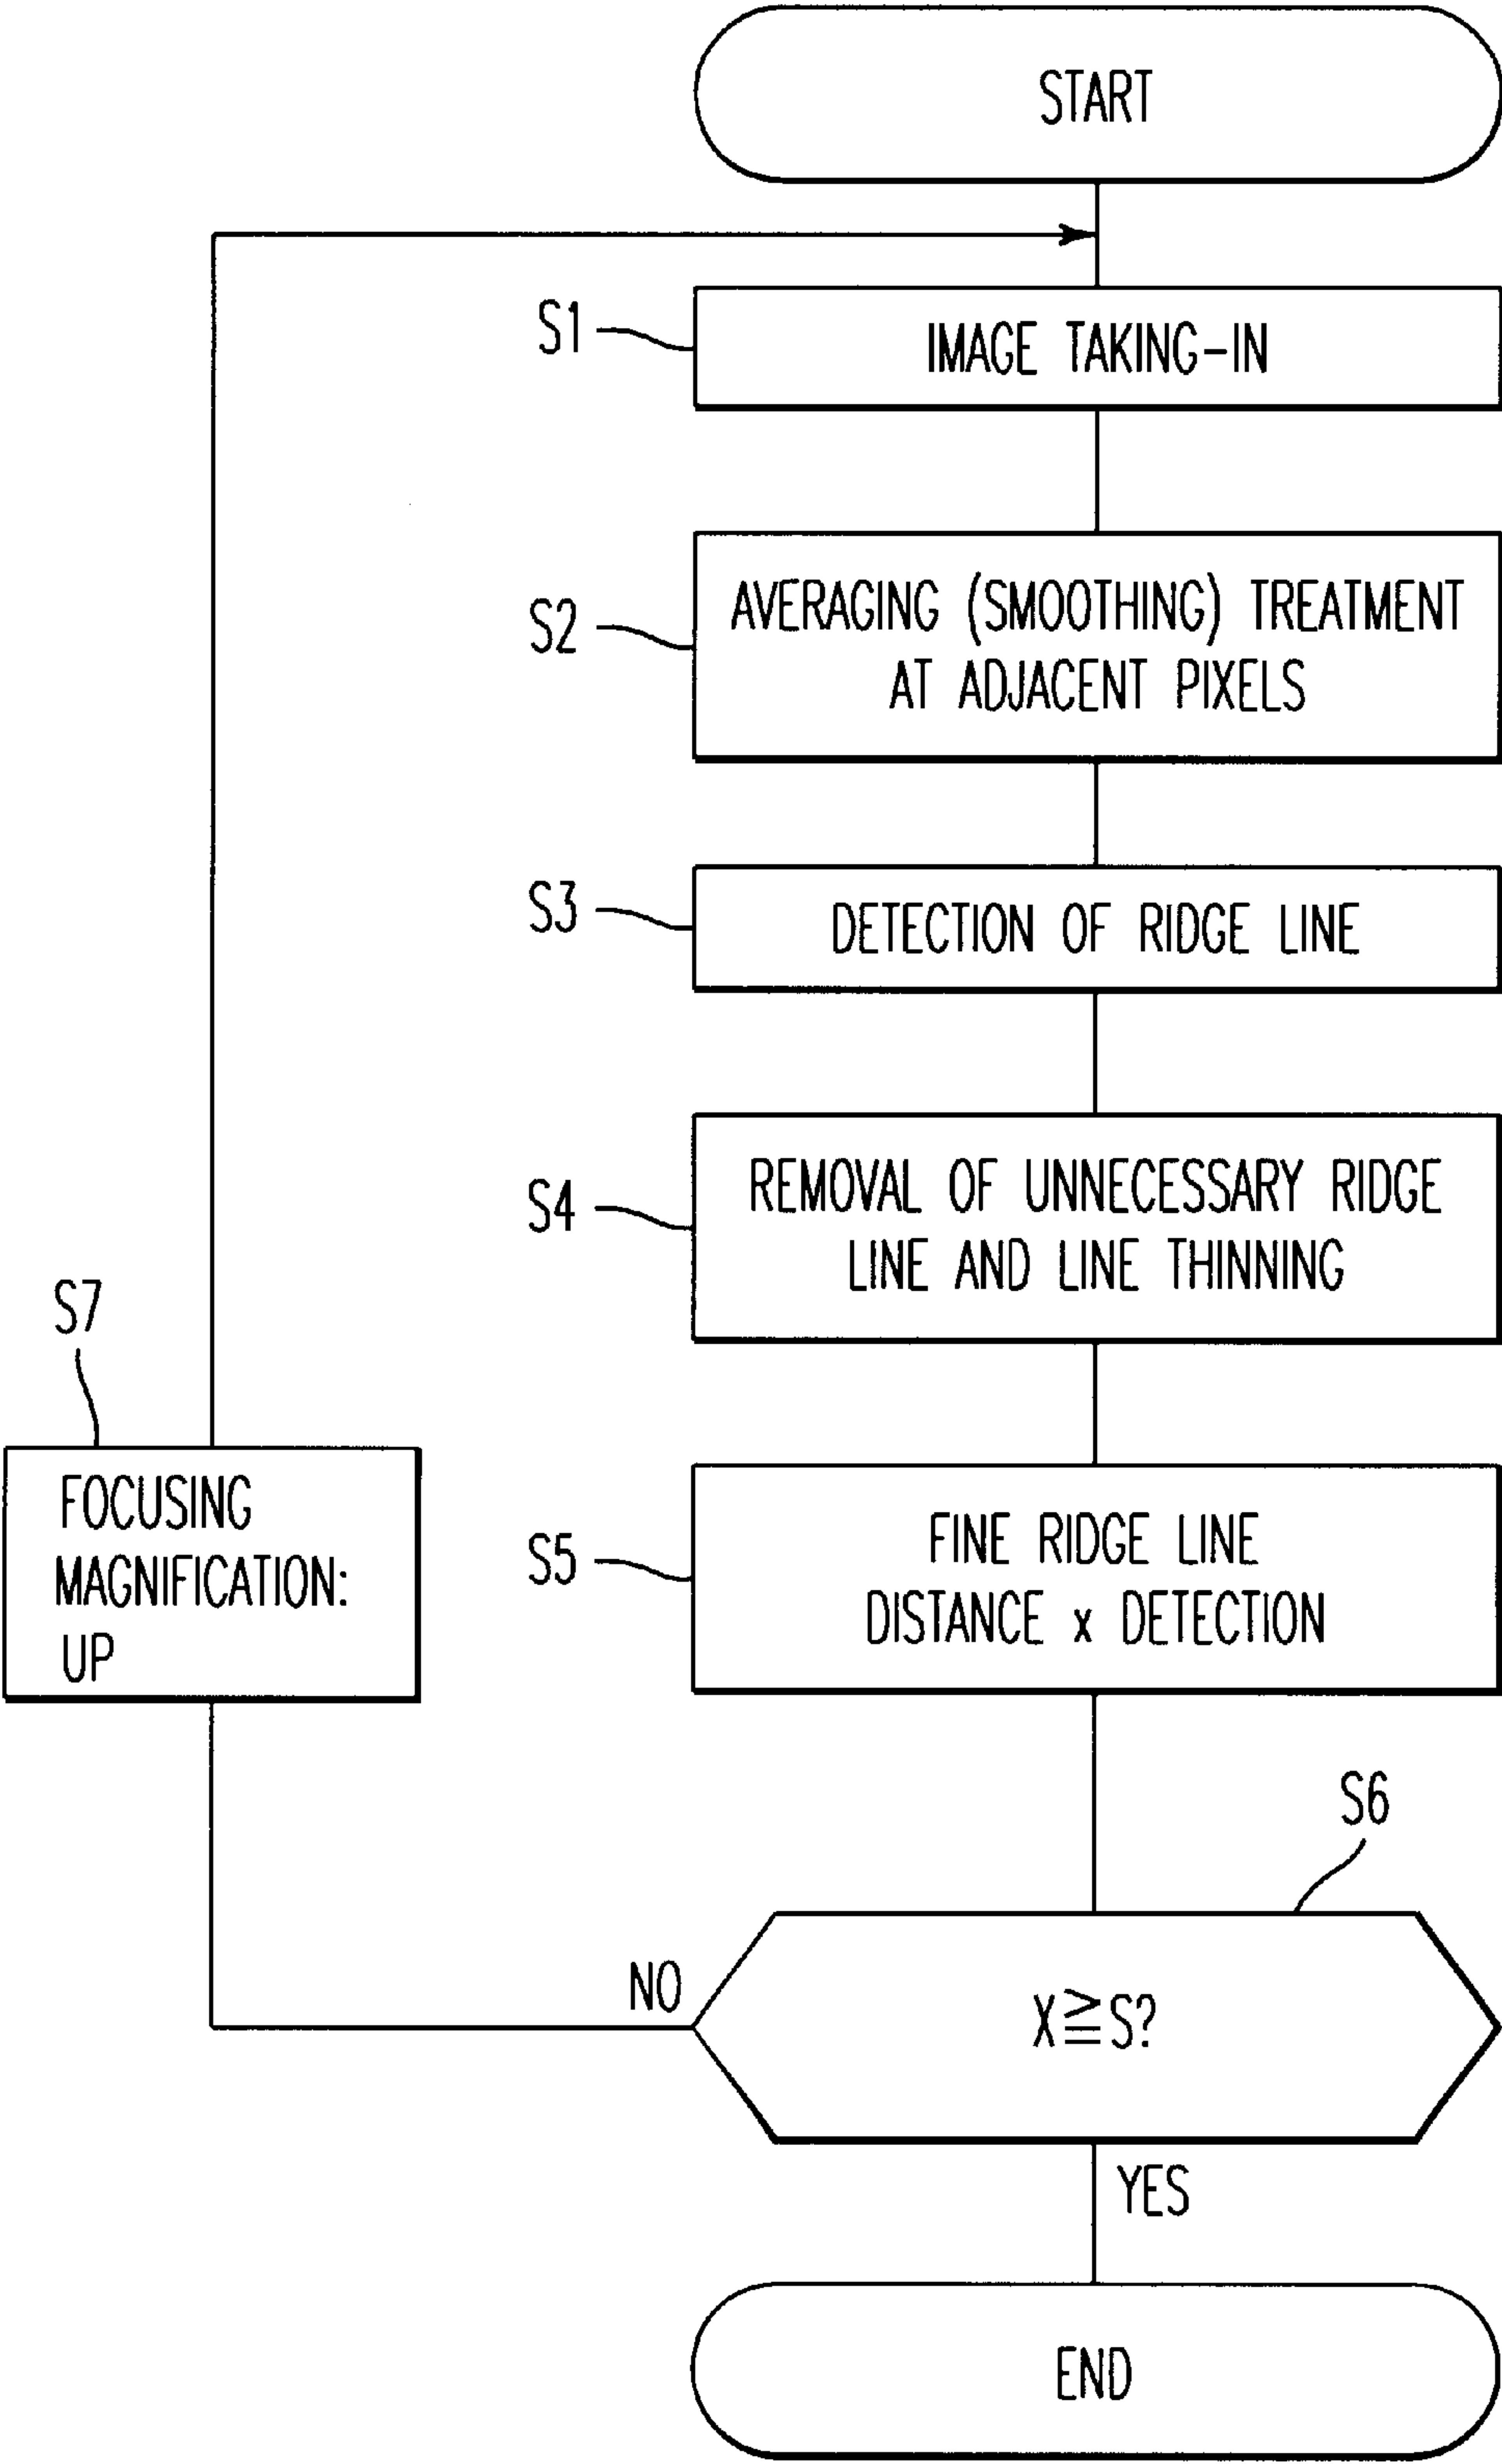 START
S1
IMAGE TAKING-IN
S2
AVERAGING (SMOOTHING) TREATMENT
AT ADJACENT PIXELS
S3
DETECTION OF RIDGE LINE
S4
REMOVAL OF UNNECESSARY RIDGE
LINE AND LINE THINNING
S7
FOCUSING
MAGNIFICATION:
UP
S5
FINE RIDGE LINE
DISTANCE x DETECTION
S6
NO
X≧S?
YES
END